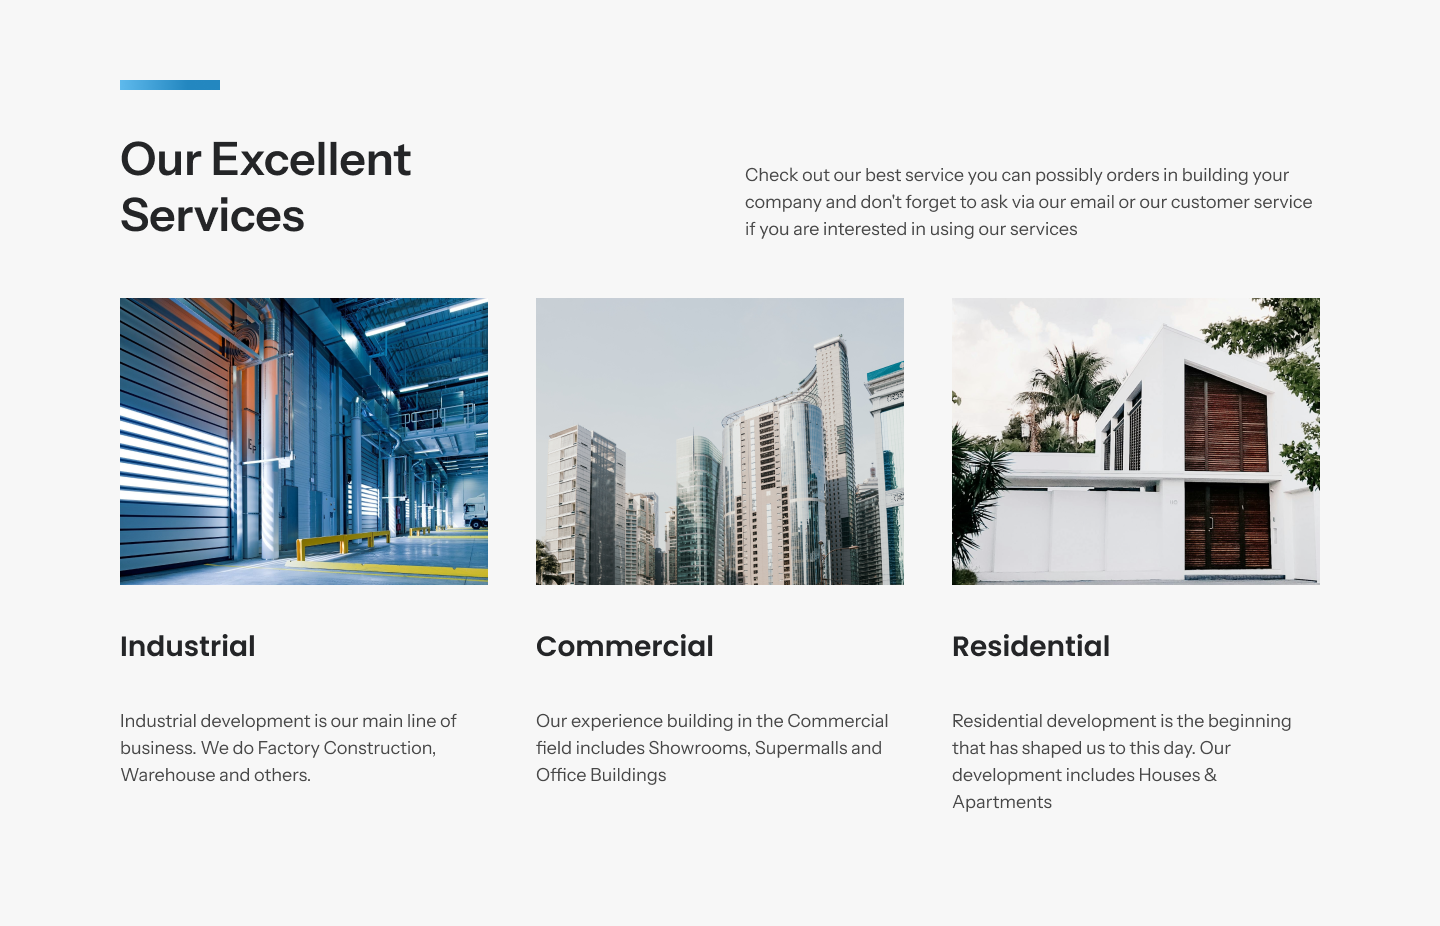 Our Excellent
Services
Check out our best service you can possibly orders in building your
company and don't forget to ask via our email or our customer service
if you are interested in using our services
Industrial
Industrial development is our main line of
business. We do Factory Construction,
Warehouse and others.
Commercial
Our experience building in the Commercial
field includes Showrooms, Supermalls and
Office Buildings
Residential
Residential development is the beginning
that has shaped us to this day. Our
development includes Houses &
Apartments